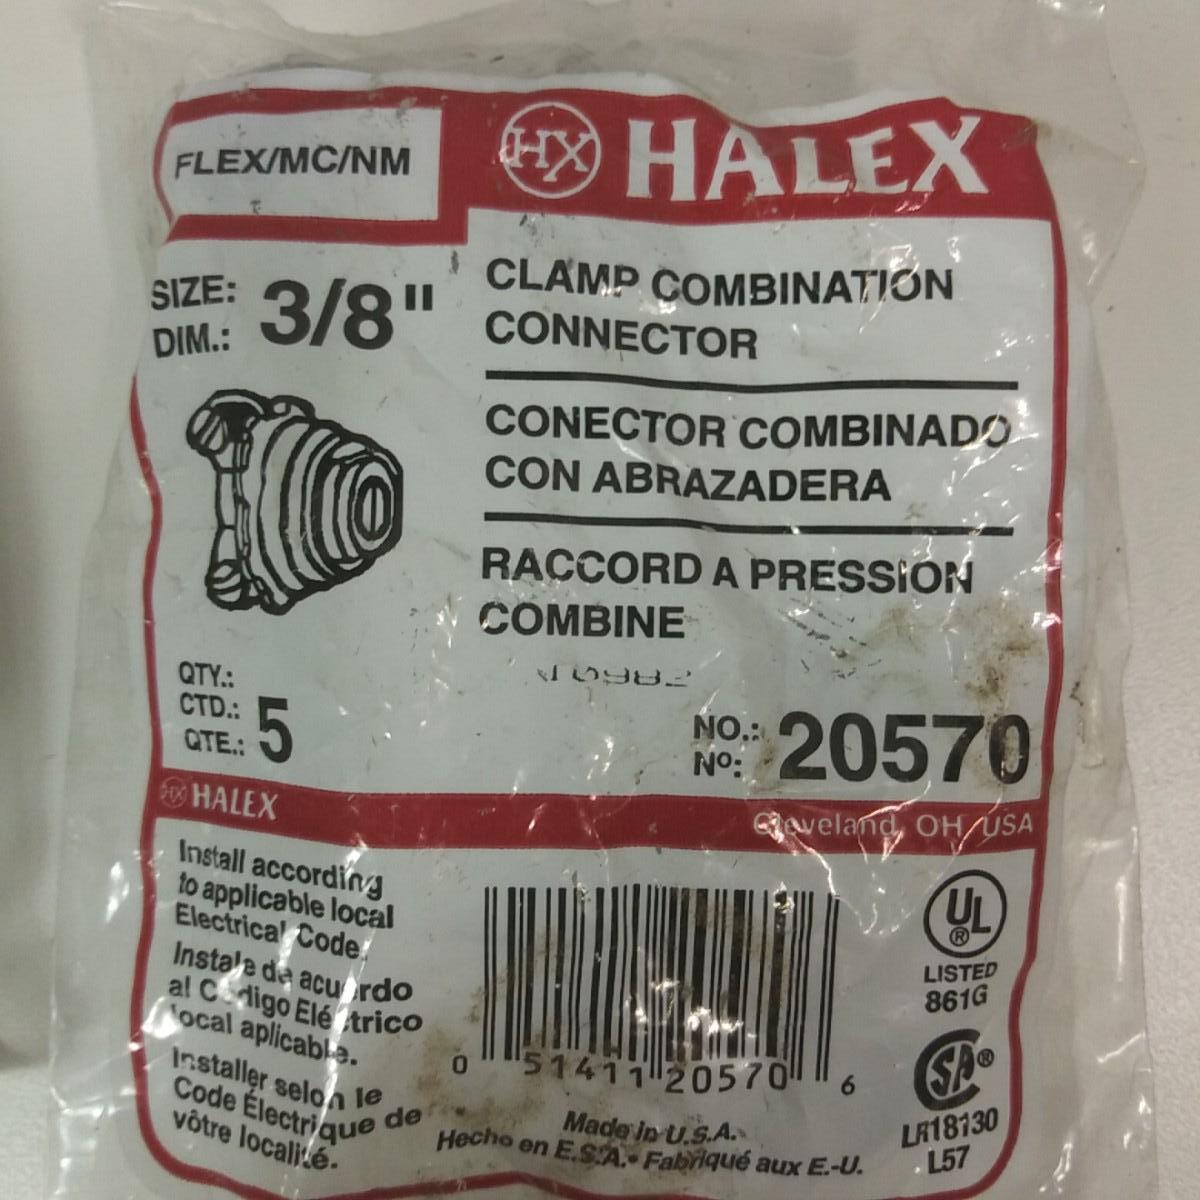 FLEX/MC/NM
HX HALEX
SIZE:
DIM.: 3/8"
CLAMP COMBINATION
CONNECTOR
CONECTOR COMBINADO
CON ABRAZADERA
RACCORD A PRESSION
COMBINE
QTY.:
CTD.:
QTE.: 5
NO.:
Nº: 20570
HX HALEX
Cleveland, OH, USA
Install according
to applicable local
Electrical Code.
Instale de acuerdo
al Código Eléctrico
local aplicable.
Installer selon le
Code Électrique de
vôtre localité.
0 51411 20570 6
Made in U.S.A.
Hecho en E.S.A. • Fabriqué aux E.-U.
UL ®
LISTED
861G
SA ®
LR18130
L57